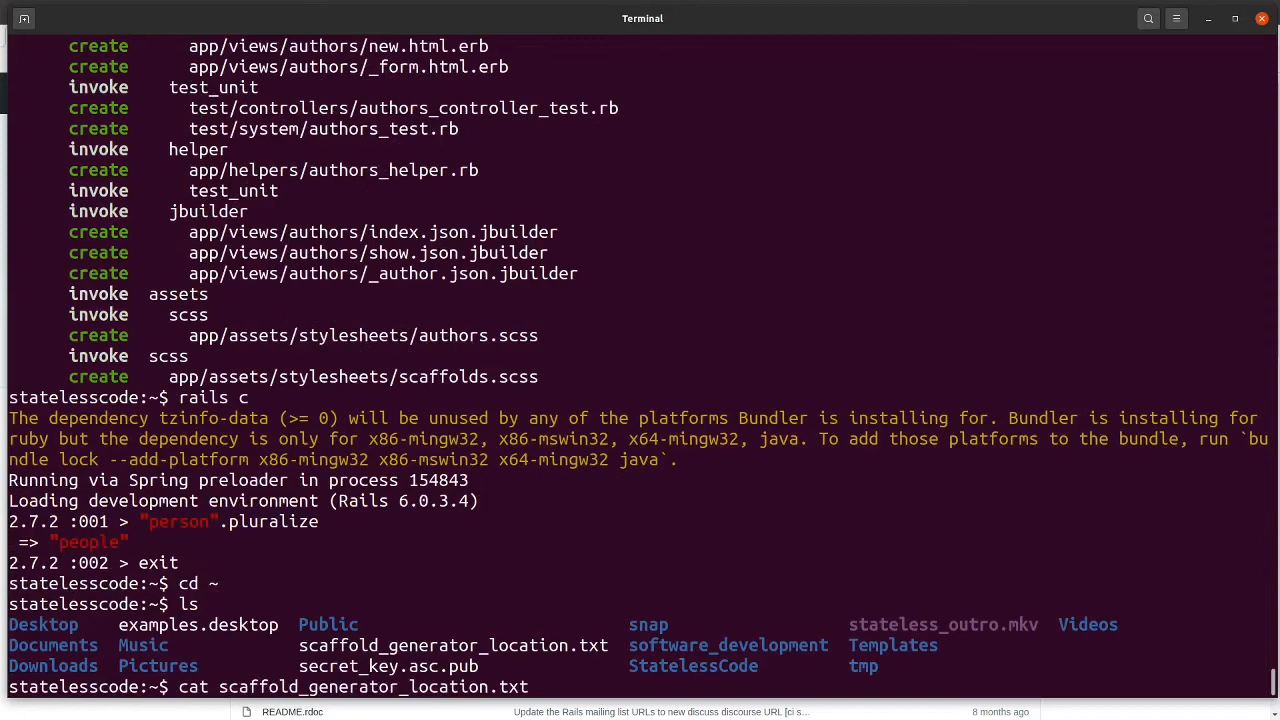 Terminal
create      app/views/authors/new.html.erb
create      app/views/authors/_form.html.erb
invoke    test_unit
create      test/controllers/authors_controller_test.rb
create      test/system/authors_test.rb
invoke    helper
create      app/helpers/authors_helper.rb
invoke      test_unit
invoke    jbuilder
create      app/views/authors/index.json.jbuilder
create      app/views/authors/show.json.jbuilder
create      app/views/authors/_author.json.jbuilder
invoke  assets
invoke    scss
create      app/assets/stylesheets/authors.scss
invoke  scss
create    app/assets/stylesheets/scaffolds.scss
statelesscode:~$ rails c
The dependency tzinfo-data (>= 0) will be unused by any of the platforms Bundler is installing for. Bundler is installing for
ruby but the dependency is only for x86-mingw32, x86-mswin32, x64-mingw32, java. To add those platforms to the bundle, run `bu
ndle lock --add-platform x86-mingw32 x86-mswin32 x64-mingw32 java`.
Running via Spring preloader in process 154843
Loading development environment (Rails 6.0.3.4)
2.7.2 :001 > "person".pluralize
=> "people"
2.7.2 :002 > exit
statelesscode:~$ cd ~
statelesscode:~$ ls
Desktop examples.desktop Public snap stateless_outro.mkv Videos
Documents Music scaffold_generator_location.txt software_development Templates
Downloads Pictures secret_key.asc.pub StatelessCode tmp
statelesscode:~$ cat scaffold_generator_location.txt
README.rdoc Update the Rails mailing list URLs to new discuss discourse URL [ci s... 8 months ago